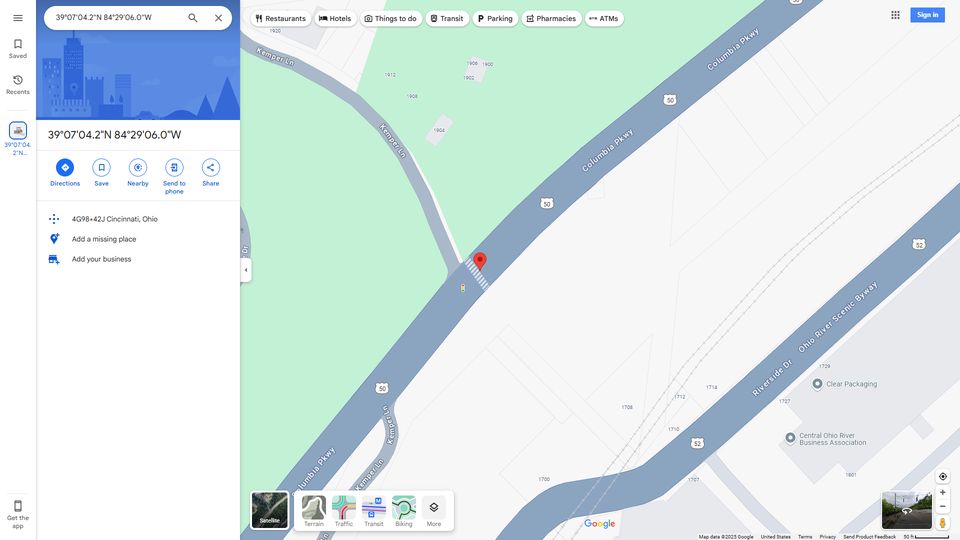 39°07'04.2"N 84°29'06.0"W
Restaurants
Hotels
Things to do
Transit
Parking
Pharmacies
ATMs
Sign in
Saved
Recents
39°07'04.
2"N...
39°07'04.2"N 84°29'06.0"W
Directions
Save
Nearby
Send to
phone
Share
4G98+42J Cincinnati, Ohio
Add a missing place
Add your business
Get the
app
1920
Kemper Ln
1912
1908
1906
1900
1902
1904
Kemper Ln
Columbia Pkwy
50
50
Columbia Pkwy
50
52
Ohio River Scenic Byway
Riverside Dr
1729
Clear Packaging
1727
Central Ohio River
Business Association
1714
1712
1708
1710
52
1700
1707
1601
50
Kemper Ln
Kemper Ln
Columbia Pkwy
Dr
Satellite
Terrain
Traffic
Transit
Biking
More
Google
Map data ©2025 Google
United States
Terms
Privacy
Send Product Feedback
50 ft